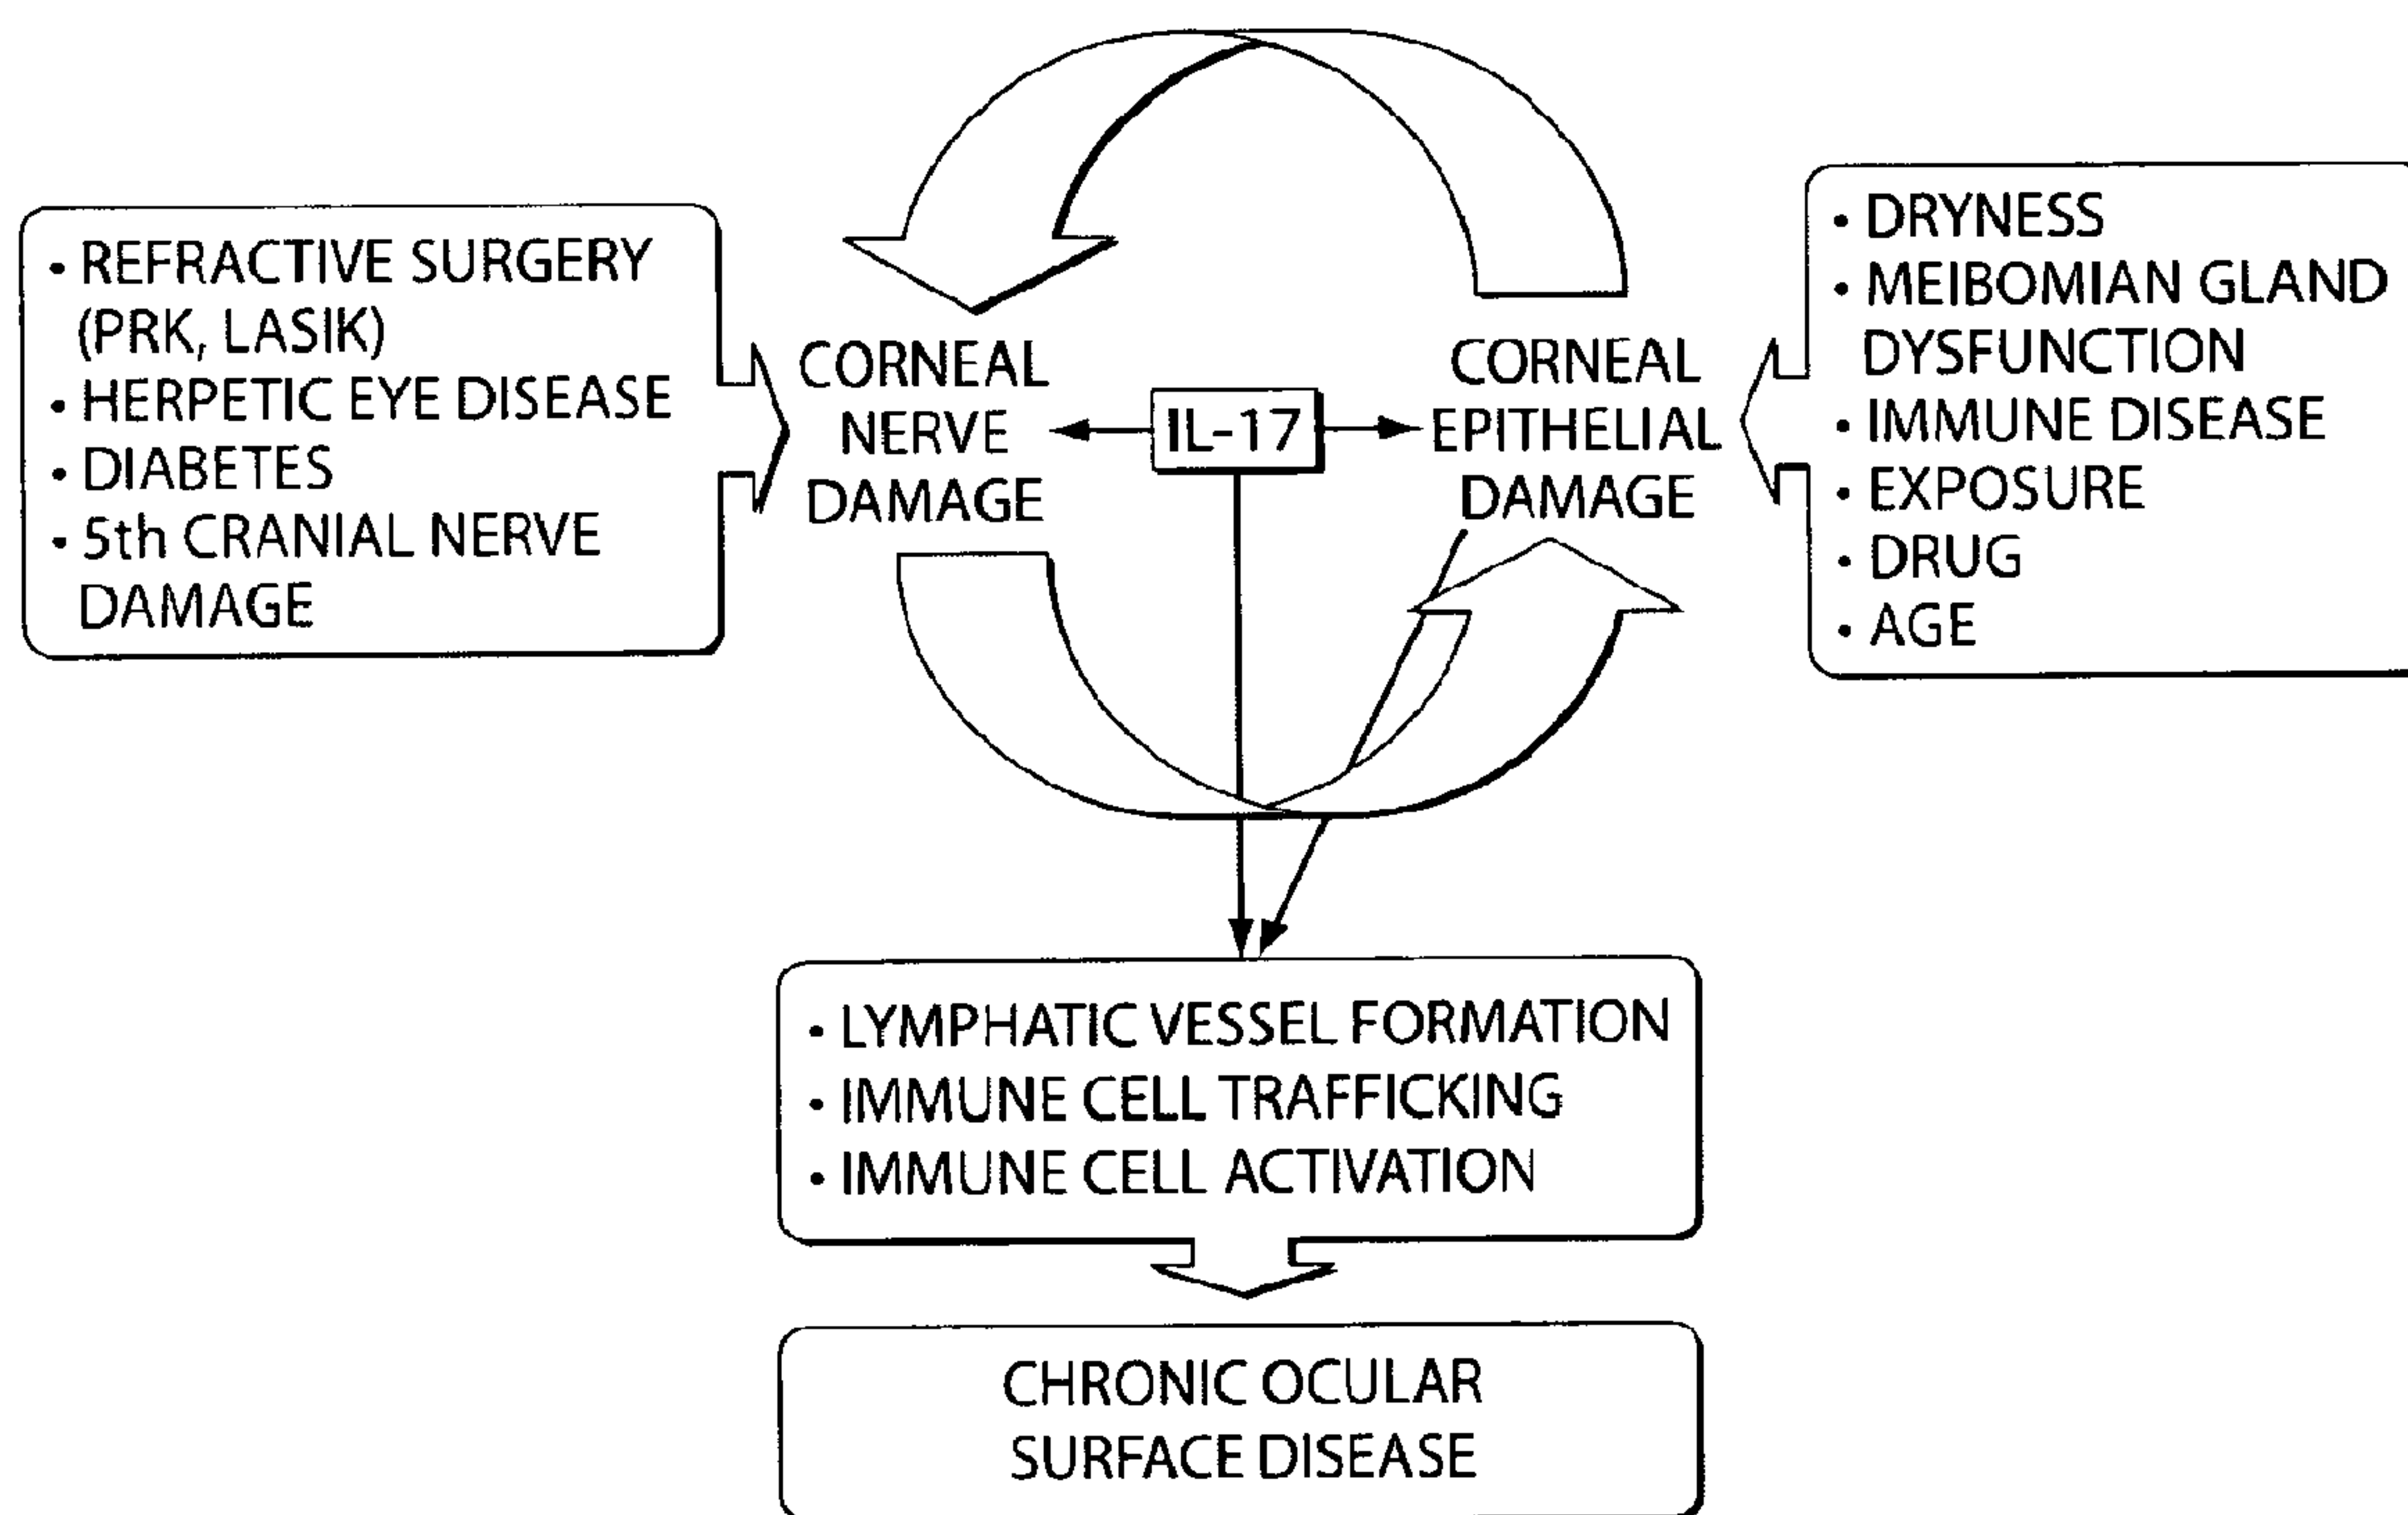 • REFRACTIVE SURGERY
(PRK, LASIK)
• HERPETIC EYE DISEASE
• DIABETES
• 5th CRANIAL NERVE
DAMAGE
CORNEAL
NERVE
DAMAGE
IL-17
CORNEAL
EPITHELIAL
DAMAGE
• DRYNESS
• MEIBOMIAN GLAND
DYSFUNCTION
• IMMUNE DISEASE
• EXPOSURE
• DRUG
• AGE
• LYMPHATIC VESSEL FORMATION
• IMMUNE CELL TRAFFICKING
• IMMUNE CELL ACTIVATION
CHRONIC OCULAR
SURFACE DISEASE